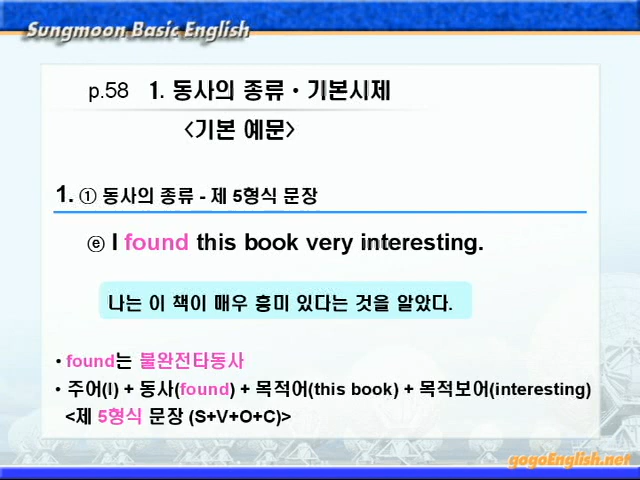 Sungmoon Basic English
p.58 1. 동사의 종류 • 기본시제
<기본 예문>
1. ① 동사의 종류 - 제 5형식 문장
ⓔ I found this book very interesting.
나는 이 책이 매우 흥미 있다는 것을 알았다.
• found는 불완전타동사
• 주어(I) + 동사(found) + 목적어(this book) + 목적보어(interesting)
<제 5형식 문장 (S+V+O+C)>
gogoEnglish.net